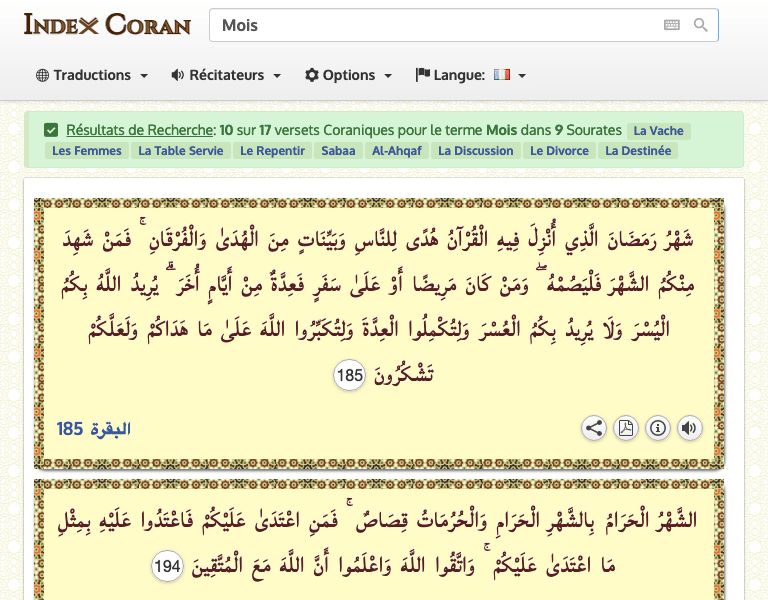 INDEX CORAN
Mois
Traductions
Récitateurs
Options
Langue:
Résultats de Recherche: 10 sur 17 versets Coraniques pour le terme Mois dans 9 Sourates La Vache
Les Femmes La Table Servie Le Repentir Sabaa Al-Ahqaf La Discussion Le Divorce La Destinée
شَهْرُ رَمَضَانَ الَّذِي أُنْزِلَ فِيهِ الْقُرْآنُ هُدًى لِلنَّاسِ وَبَيِّنَاتٍ مِنَ الْهُدَىٰ وَالْفُرْقَانِ ۚ فَمَنْ شَهِدَ
مِنْكُمُ الشَّهْرَ فَلْيَصُمْهُ ۖ وَمَنْ كَانَ مَرِيضًا أَوْ عَلَىٰ سَفَرٍ فَعِدَّةٌ مِنْ أَيَّامٍ أُخَرَ ۗ يُرِيدُ اللَّهُ بِكُمُ
الْيُسْرَ وَلَا يُرِيدُ بِكُمُ الْعُسْرَ وَلِتُكْمِلُوا الْعِدَّةَ وَلِتُكَبِّرُوا اللَّهَ عَلَىٰ مَا هَدَاكُمْ وَلَعَلَّكُمْ
تَشْكُرُونَ 185
البقرة 185
الشَّهْرُ الْحَرَامُ بِالشَّهْرِ الْحَرَامِ وَالْحُرُمَاتُ قِصَاصٌ ۚ فَمَنِ اعْتَدَىٰ عَلَيْكُمْ فَاعْتَدُوا عَلَيْهِ بِمِثْلِ
مَا اعْتَدَىٰ عَلَيْكُمْ ۚ وَاتَّقُوا اللَّهَ وَاعْلَمُوا أَنَّ اللَّهَ مَعَ الْمُتَّقِينَ 194